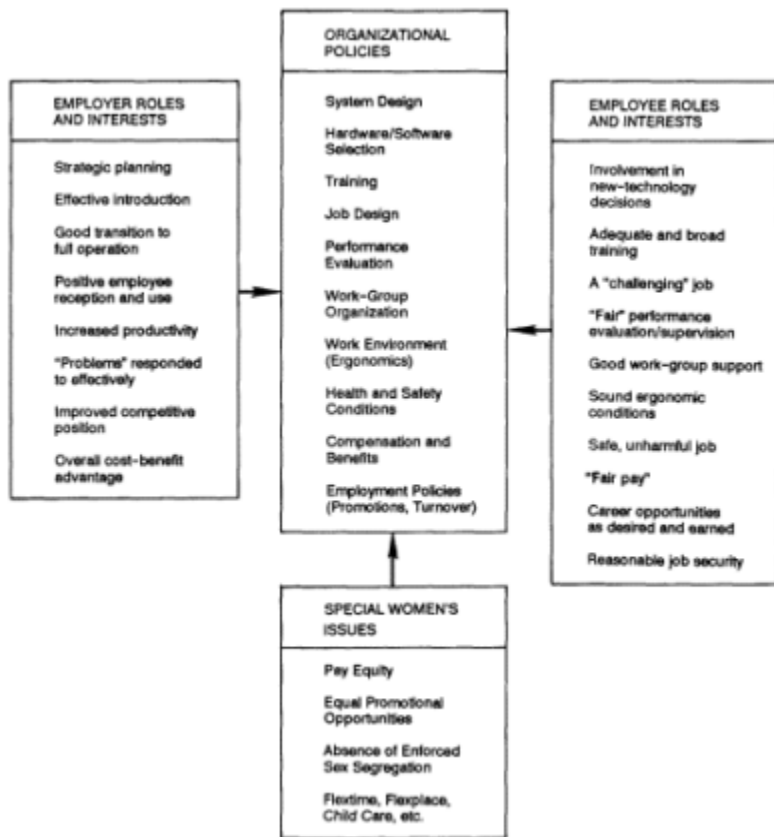 ORGANIZATIONAL
POLICIES
System Design
Hardware/Software
Selection
Training
Job Design
Performance
Evaluation
Work-Group
Organization
Work Environment
(Ergonomics)
Health and Safety
Conditions
Compensation and
Benefits
Employment Policies
(Promotions, Turnover)
EMPLOYER ROLES
AND INTERESTS
Strategic planning
Effective introduction
Good transition to
full operation
Positive employee
reception and use
Increased productivity
"Problems" responded
to effectively
Improved competitive
position
Overall cost-benefit
advantage
EMPLOYEE ROLES
AND INTERESTS
Involvement in
new-technology
decisions
Adequate and broad
training
A "challenging" job
"Fair" performance
evaluation/supervision
Good work-group support
Sound ergonomic
conditions
Safe, unharmful job
"Fair pay"
Career opportunities
as desired and earned
Reasonable job security
SPECIAL WOMEN'S
ISSUES
Pay Equity
Equal Promotional
Opportunities
Absence of Enforced
Sex Segregation
Flextime, Flexplace,
Child Care, etc.